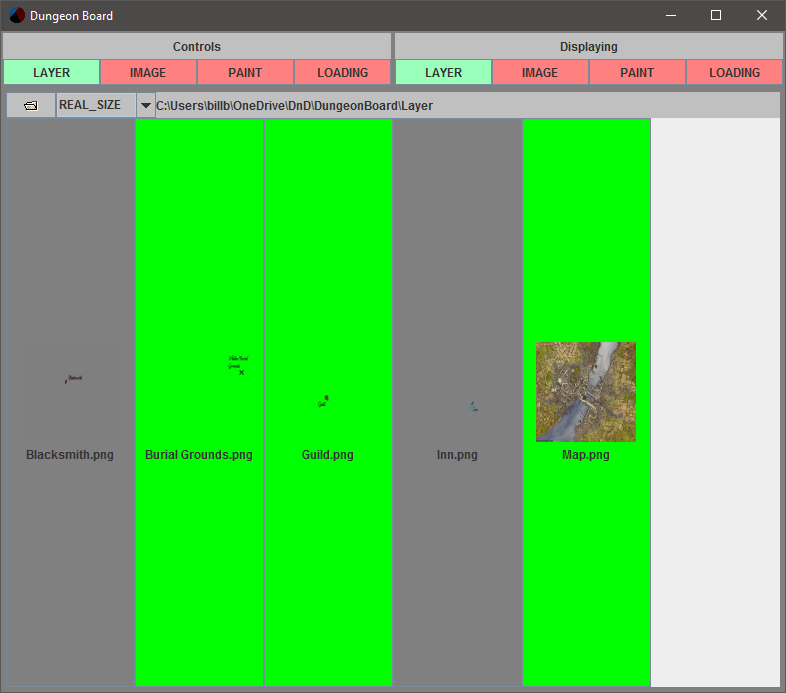 Dungeon Board
Controls Displaying
LAYER IMAGE PAINT LOADING LAYER IMAGE PAINT LOADING
REAL_SIZE C:\Users\billb\OneDrive\DnD\DungeonBoard\Layer
Blacksmith.png Burial Grounds.png Guild.png Inn.png Map.png